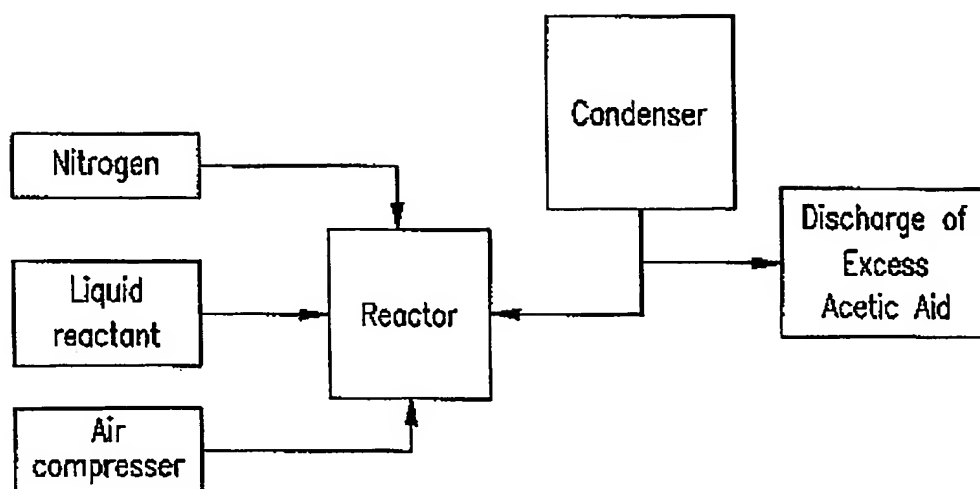 Condenser
Nitrogen
Discharge of
Excess
Acetic Aid
Liquid
reactant
Reactor
Air
compresser